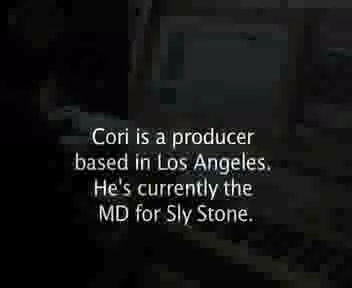 Cori is a producer
based in Los Angeles.
He's currently the
MD for Sly Stone.